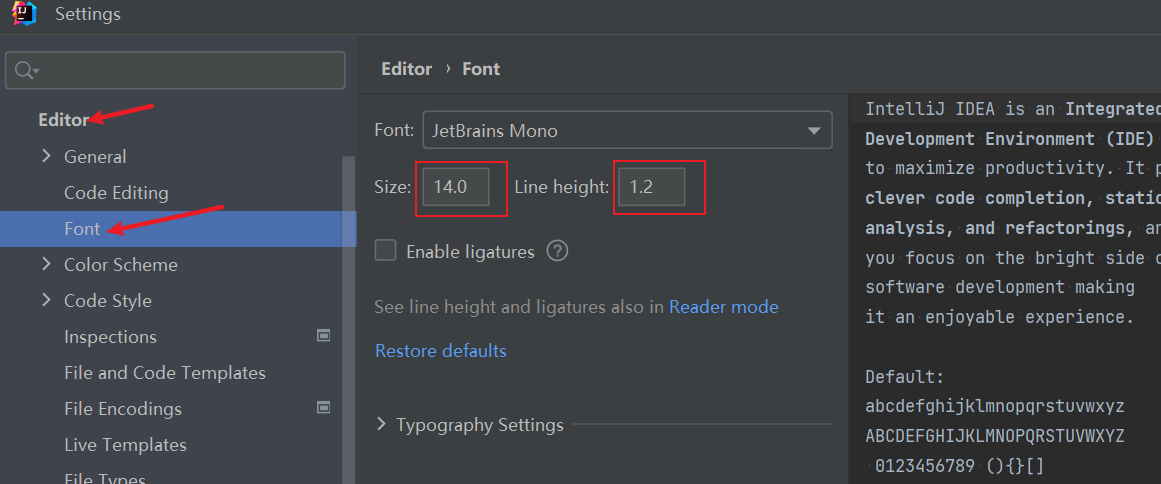 IJ
Settings
Editor
General
Code Editing
Font
Color Scheme
Code Style
Inspections
File and Code Templates
File Encodings
Live Templates
File Types
Editor › Font
Font: JetBrains Mono
Size: 14.0 Line height: 1.2
Enable ligatures ?
See line height and ligatures also in Reader mode
Restore defaults
Typography Settings
IntelliJ IDEA is an Integrated
Development Environment (IDE)
to maximize productivity. It p
clever code completion, static
analysis, and refactorings, an
you focus on the bright side o
software development making
it an enjoyable experience.
Default:
abcdefghijklmnopqrstuvwxyz
ABCDEFGHIJKLMNOPQRSTUVWXYZ
0123456789 (){}[]